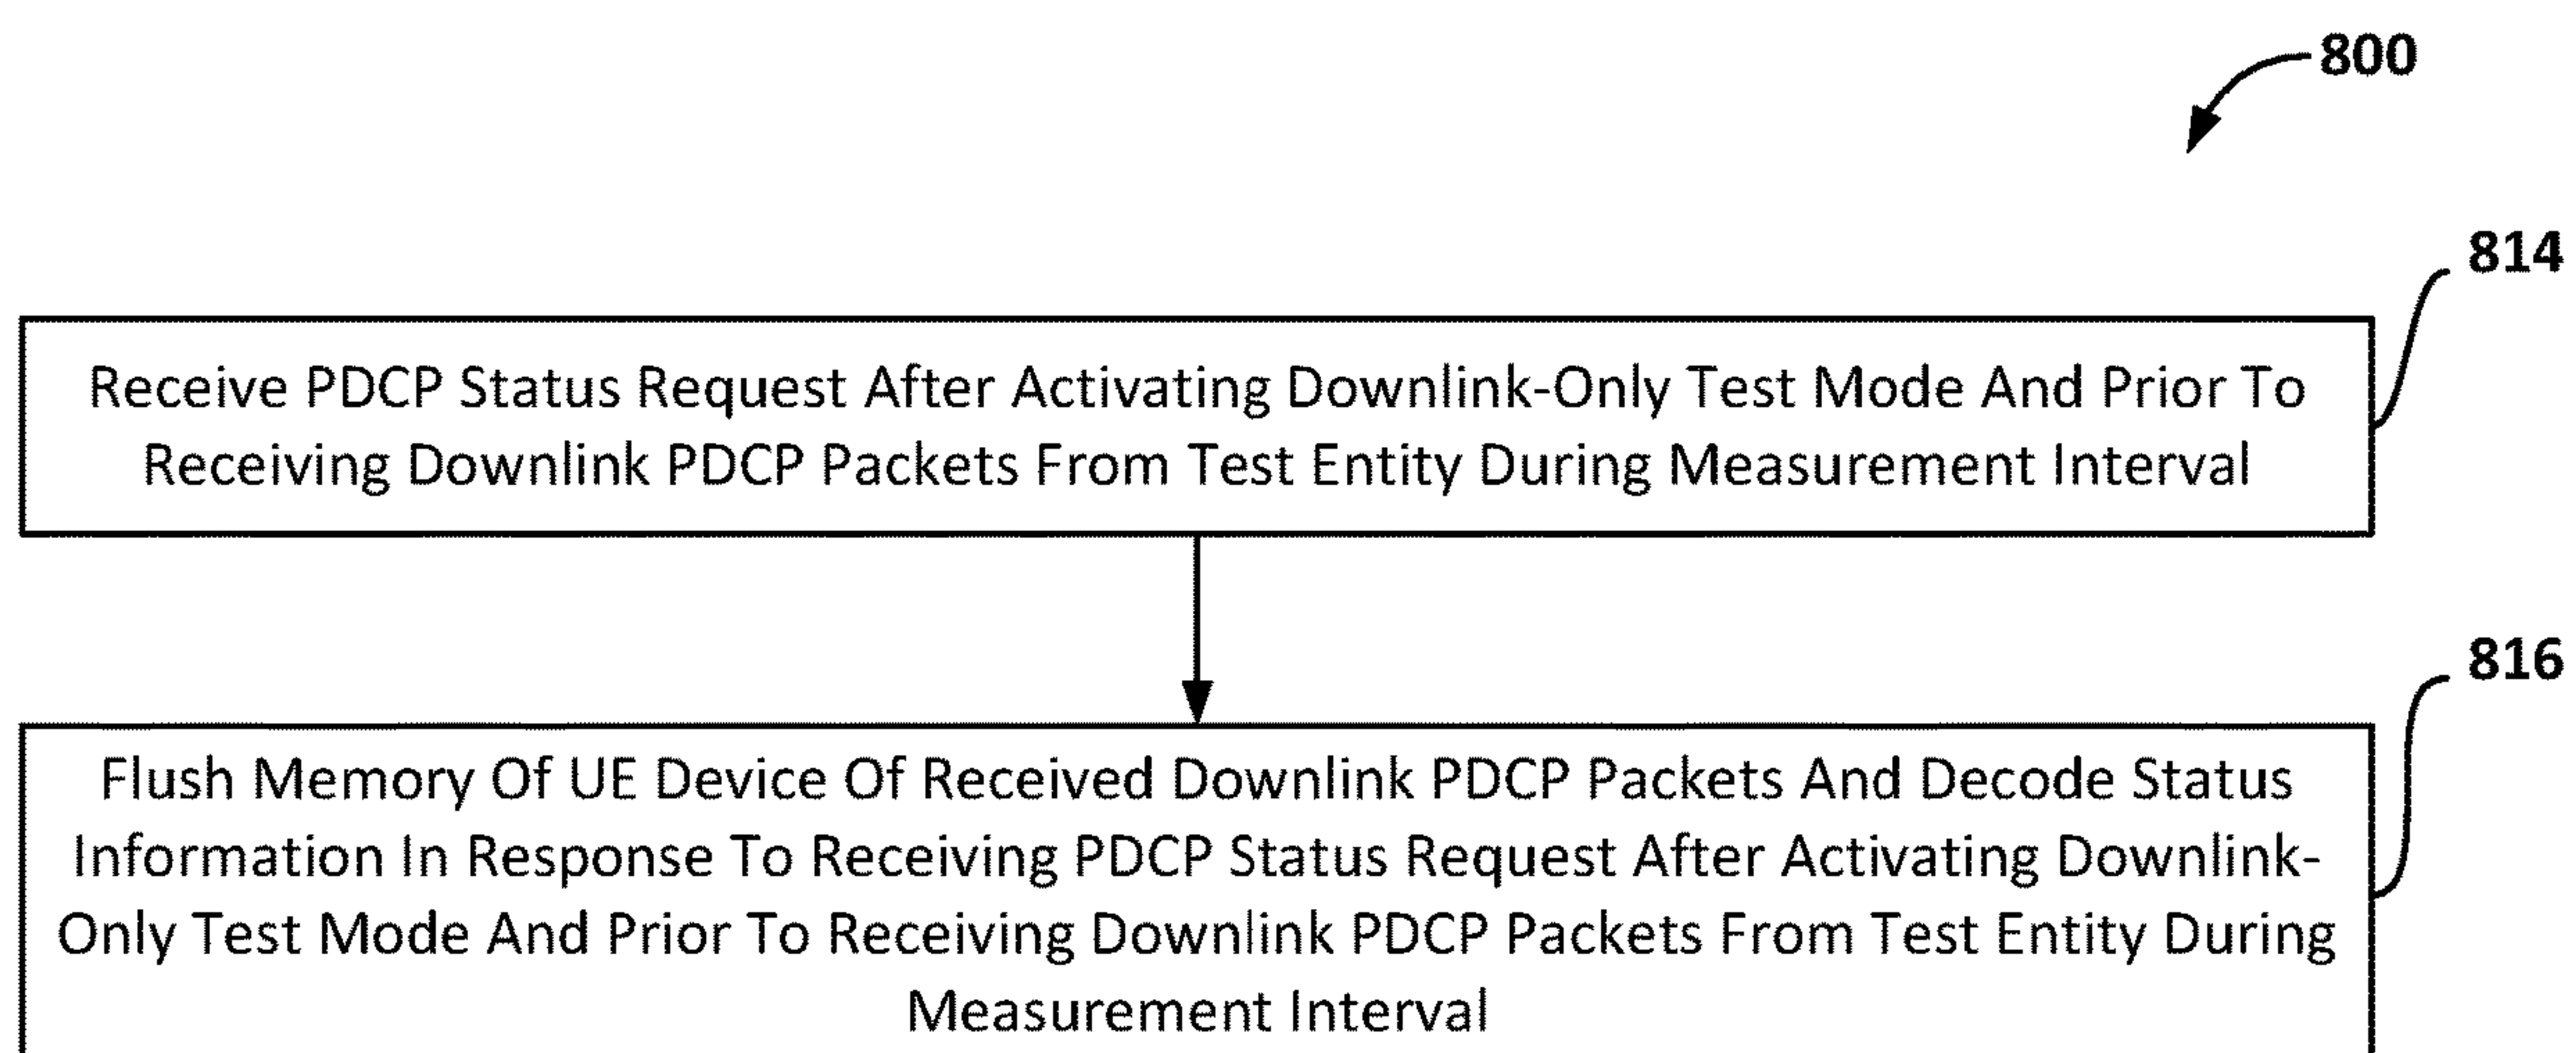 800
814
Receive PDCP Status Request After Activating Downlink-Only Test Mode And Prior To
Receiving Downlink PDCP Packets From Test Entity During Measurement Interval
816
Flush Memory Of UE Device Of Received Downlink PDCP Packets And Decode Status
Information In Response To Receiving PDCP Status Request After Activating Downlink-
Only Test Mode And Prior To Receiving Downlink PDCP Packets From Test Entity During
Measurement Interval